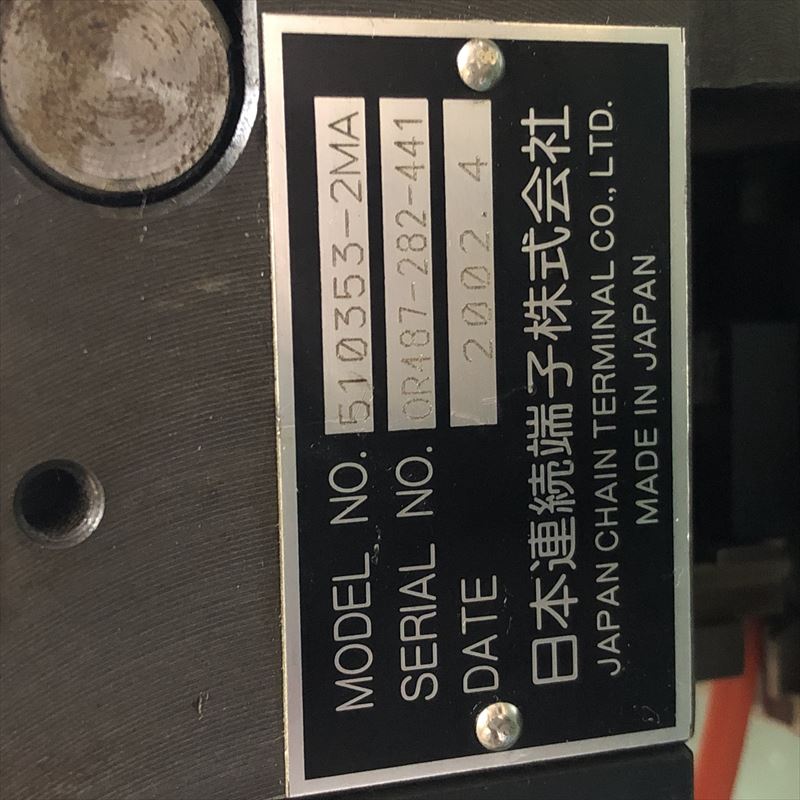 MODEL NO. 510353-2MA
SERIAL NO. OR487-282-441
DATE 2002.4
日本連続端子株式会社
JAPAN CHAIN TERMINAL CO., LTD.
MADE IN JAPAN